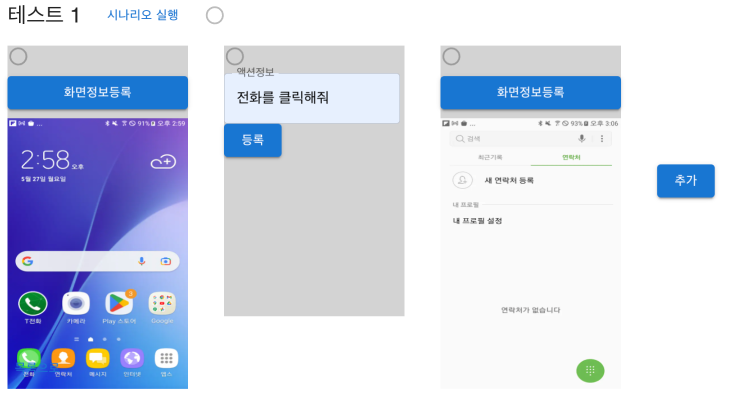 테스트 1
시나리오 실행
화면정보등록
91% 오후 2:59
2:58 오후
5월 27일 월요일
T전화
카메라
Play 스토어
Google
전화
연락처
메시지
인터넷
앱스
액션정보
전화를 클릭해줘
등록
화면정보등록
93% 오후 3:06
검색
최근기록
연락처
새 연락처 등록
내 프로필
내 프로필 설정
연락처가 없습니다
추가